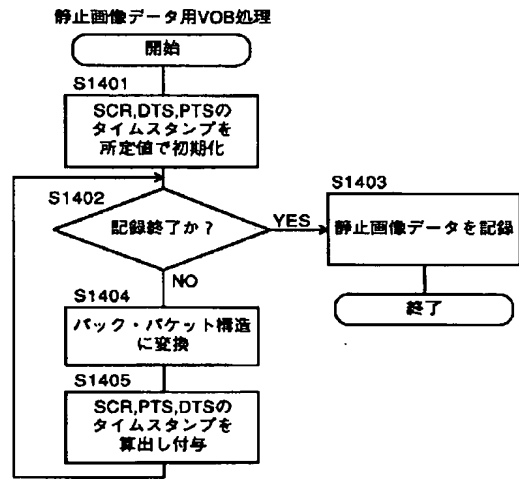 静止画像データ用VOB処理
開始
S1401
SCR,DTS,PTSの
タイムスタンプを
所定値で初期化
S1402
記録終了か？
YES
S1403
静止画像データを記録
終了
NO
S1404
パック・パケット構造
に変換
S1405
SCR,PTS,DTSの
タイムスタンプを
算出し付与